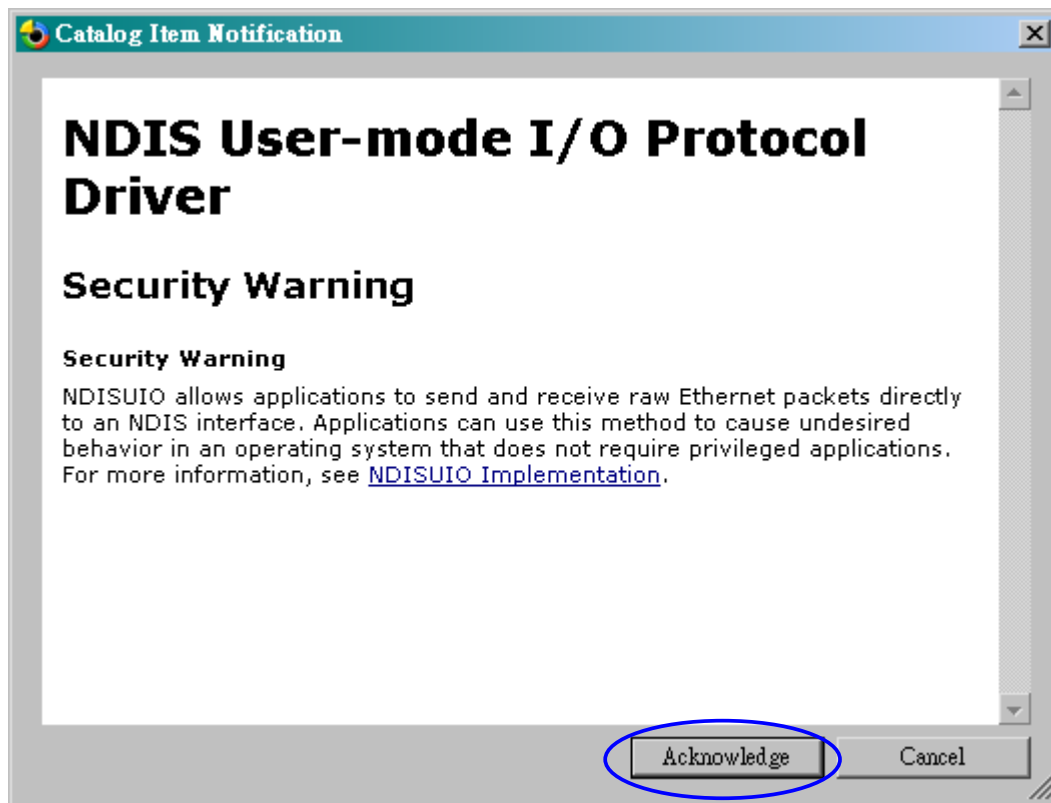 Catalog Item Notification
NDIS User-mode I/O Protocol
Driver
Security Warning
Security Warning
NDISUIO allows applications to send and receive raw Ethernet packets directly
to an NDIS interface. Applications can use this method to cause undesired
behavior in an operating system that does not require privileged applications.
For more information, see NDISUIO Implementation.
Acknowledge Cancel